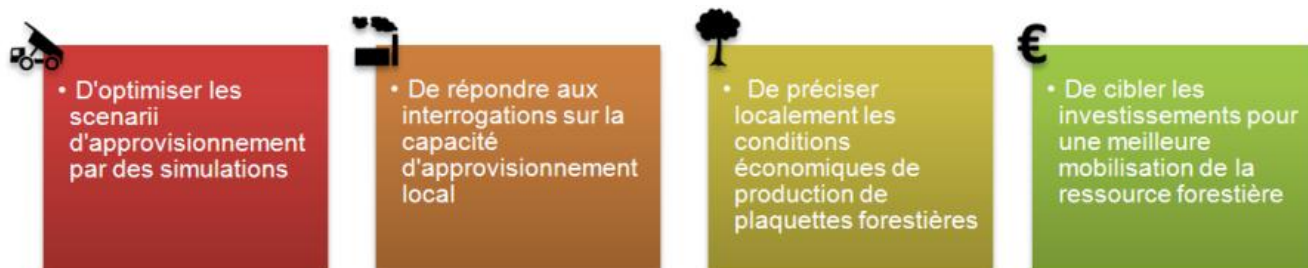 • D'optimiser les
scenarii
d'approvisionnement
par des simulations
• De répondre aux
interrogations sur la
capacité
d'approvisionnement
local
• De préciser
localement les
conditions
économiques de
production de
plaquettes forestières
€
• De cibler les
investissements pour
une meilleure
mobilisation de la
ressource forestière